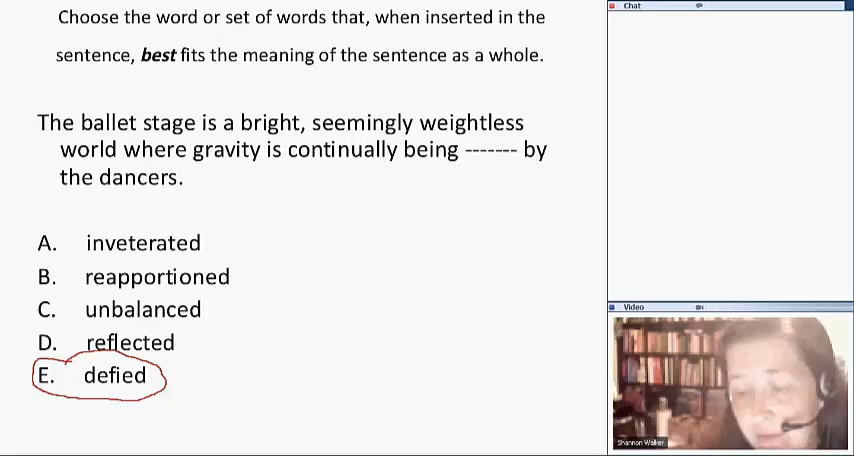 Choose the word or set of words that, when inserted in the
sentence, best fits the meaning of the sentence as a whole.
The ballet stage is a bright, seemingly weightless
world where gravity is continually being ------- by
the dancers.
A. inveterated
B. reapportioned
C. unbalanced
D. reflected
E. defied
Chat
Video
Shannon Walker